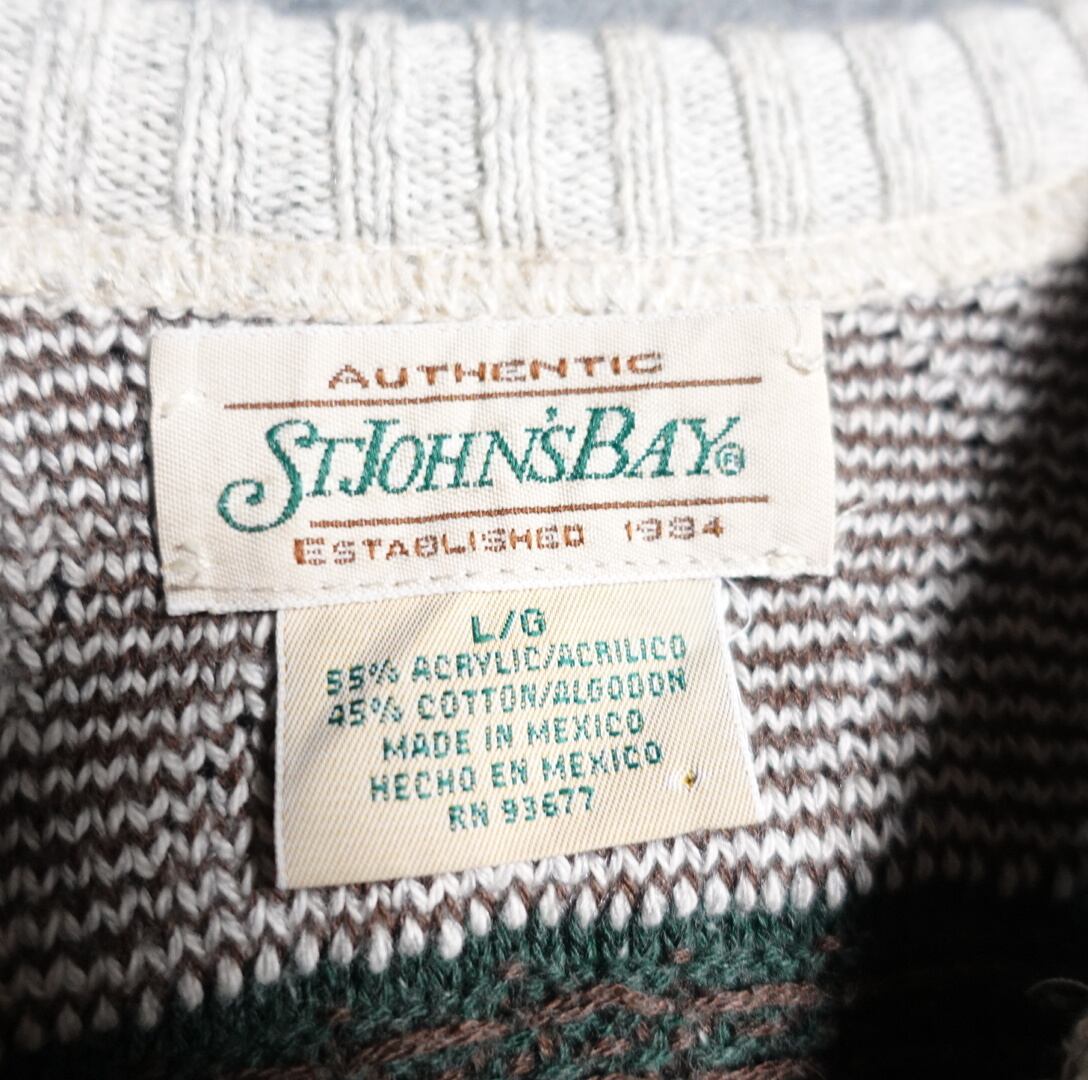 AUTHENTIC
ST. JOHN'S BAY®
ESTABLISHED 1984
L/G
55% ACRYLIC/ACRILICO
45% COTTON/ALGODON
MADE IN MEXICO
HECHO EN MEXICO
RN 93677